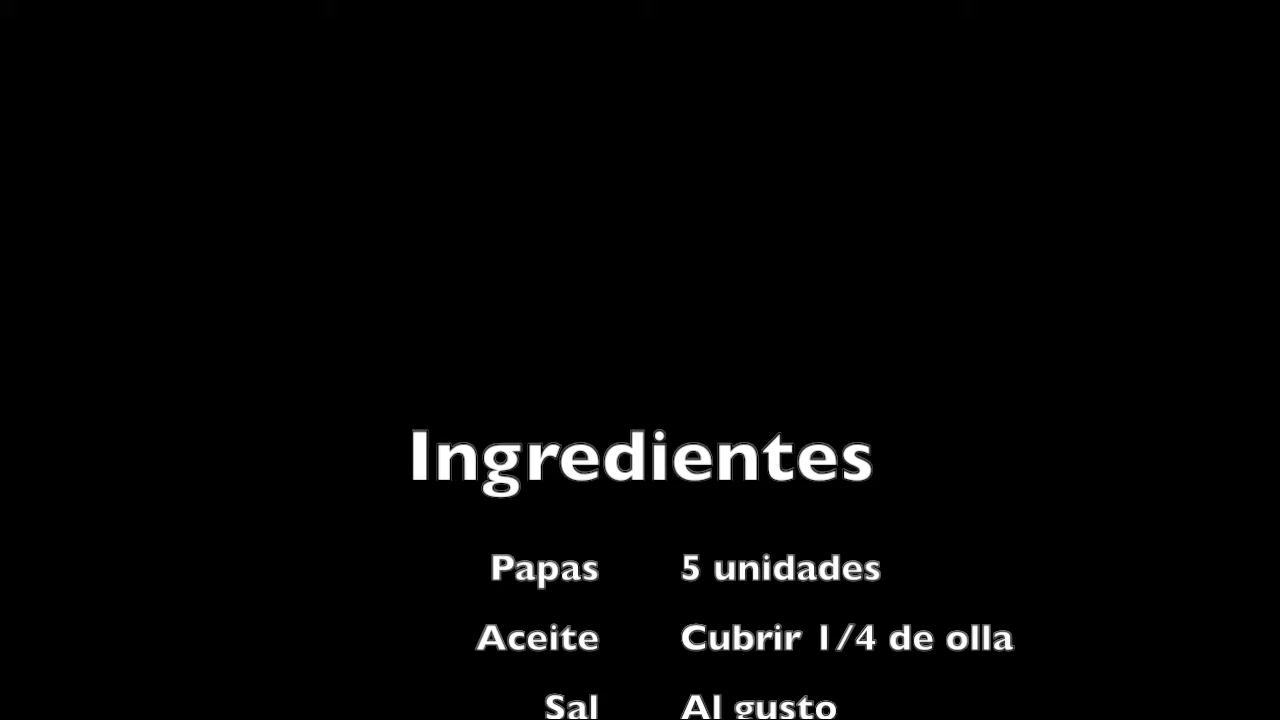 Ingredientes
Papas 5 unidades
Aceite Cubrir 1/4 de olla
Sal Al gusto